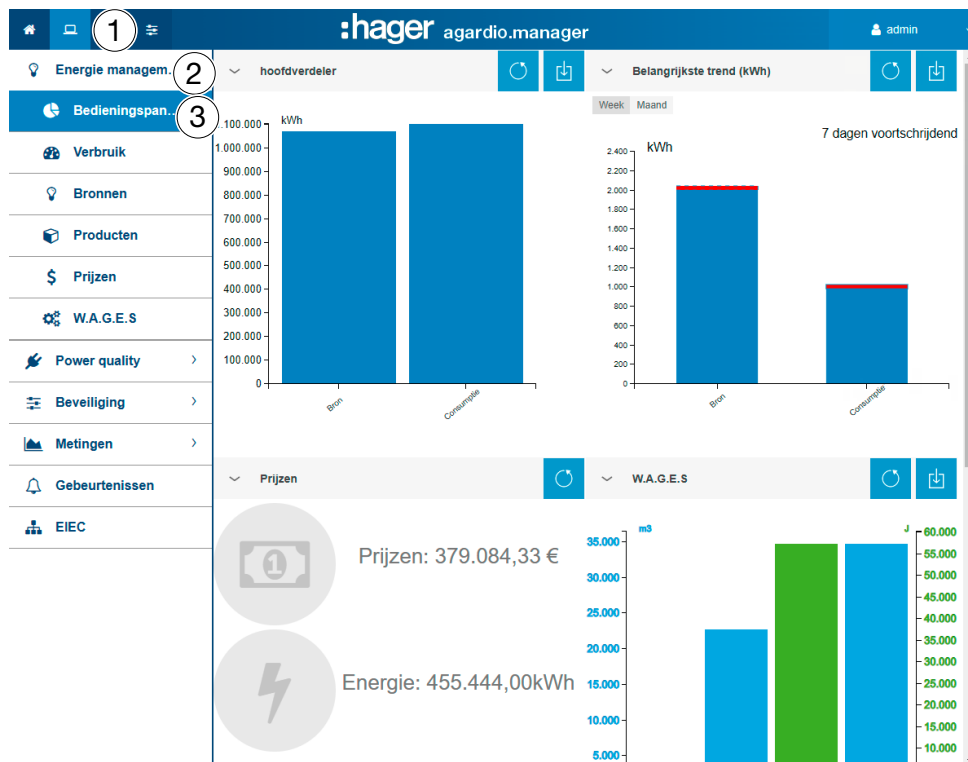 :hager agardio.manager
admin
1
Energie managem...
2
Bedieningspan...
3
Verbruik
Bronnen
Producten
Prijzen
W.A.G.E.S
Power quality
Beveiliging
Metingen
Gebeurtenissen
EIEC
hoofdverdeler
kWh
.100.000
1.000.000
900.000
800.000
700.000
600.000
500.000
400.000
300.000
200.000
100.000
0
Bron
Consumptie
Belangrijkste trend (kWh)
Week Maand
7 dagen voortschrijdend
kWh
2.400
2.200
2.000
1.800
1.600
1.400
1.200
1.000
800
600
400
200
0
Bron
Consumptie
Prijzen
1
Prijzen: 379.084,33 €
Energie: 455.444,00kWh
W.A.G.E.S
m3
35.000
30.000
25.000
20.000
15.000
10.000
5.000
J
60.000
55.000
50.000
45.000
40.000
35.000
30.000
25.000
20.000
15.000
10.000